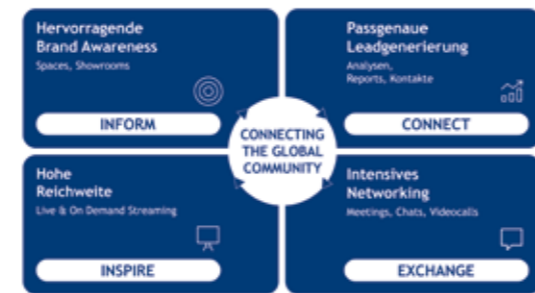 Hervorragende
Brand Awareness
Spaces, Showrooms
INFORM
Passgenaue
Leadgenerierung
Analysen,
Reports, Kontakte
CONNECT
CONNECTING
THE GLOBAL
COMMUNITY
Hohe
Reichweite
Live & On Demand Streaming
INSPIRE
Intensives
Networking
Meetings, Chats, Videocalls
EXCHANGE